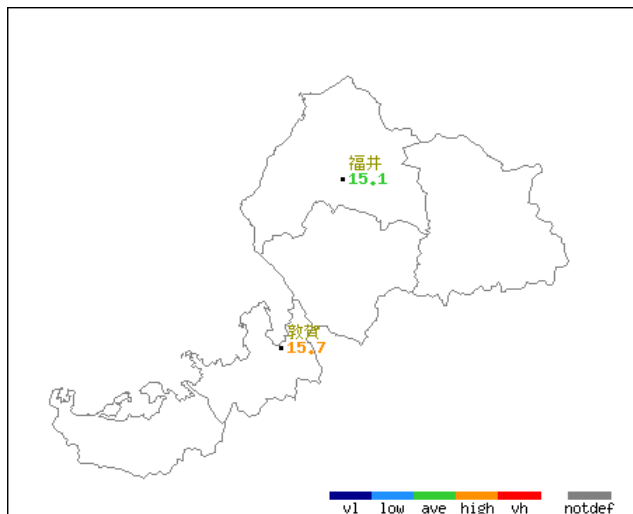 福井
15.1
敦賀
15.7
vl low ave high vh notdef